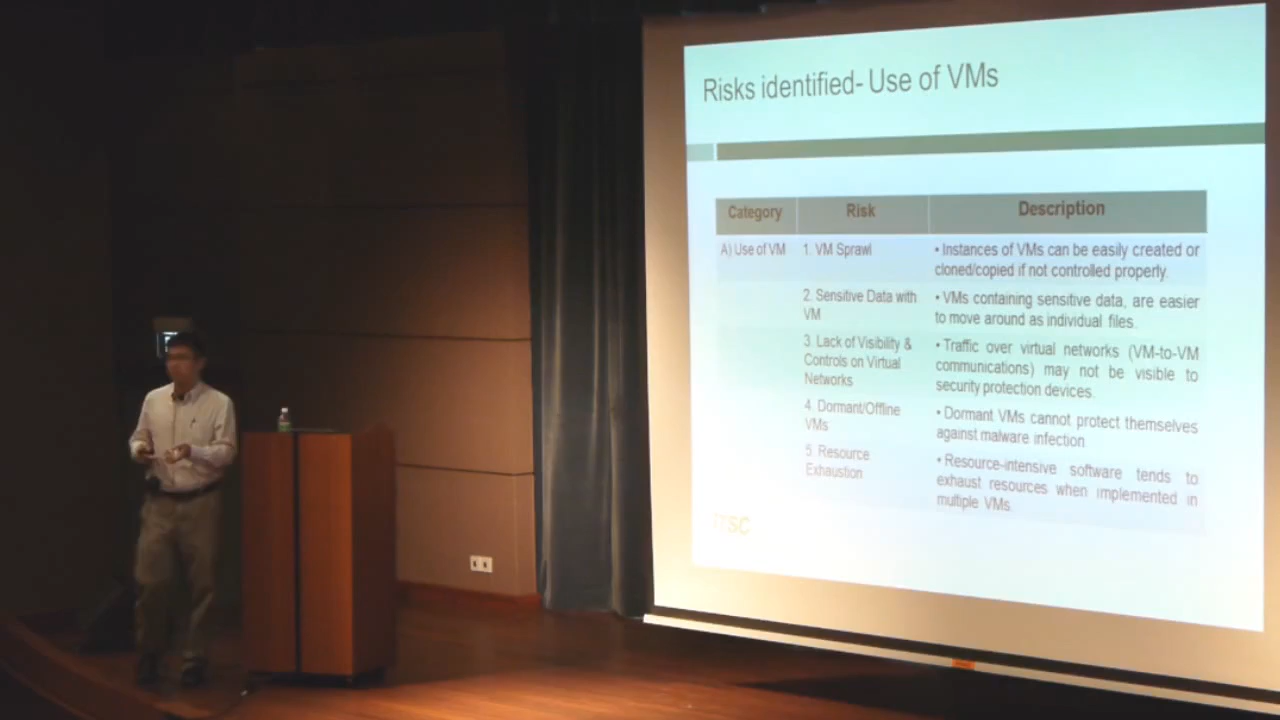 Risks identified- Use of VMs
Category Risk Description
A) Use of VM 1. VM Sprawl • Instances of VMs can be easily created or
cloned/copied if not controlled properly.
2. Sensitive Data with
VM
• VMs containing sensitive data, are easier
to move around as individual files.
3. Lack of Visibility &
Controls on Virtual
Networks
• Traffic over virtual networks (VM-to-VM
communications) may not be visible to
security protection devices.
4. Dormant/Offline
VMs
• Dormant VMs cannot protect themselves
against malware infection.
5. Resource
Exhaustion
• Resource-intensive software tends to
exhaust resources when implemented in
multiple VMs.